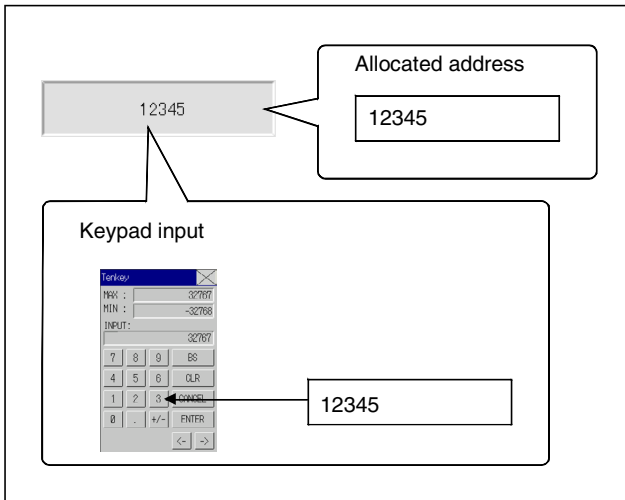 Allocated address
12345
12345
Keypad input
Tenkey
MAX : 32767
MIN : -32768
INPUT:
32767
7 8 9 BS
4 5 6 CLR
1 2 3 CANCEL
0 . +/- ENTER
<- ->
12345